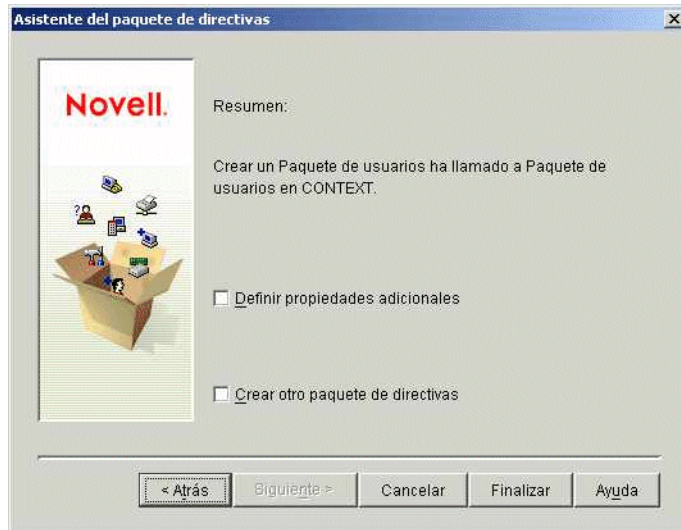 Asistente del paquete de directivas
Novell.
Resumen:
Crear un Paquete de usuarios ha llamado a Paquete de
usuarios en CONTEXT.
Definir propiedades adicionales
Crear otro paquete de directivas
< Atrás
Siguiente >
Cancelar
Finalizar
Ayuda